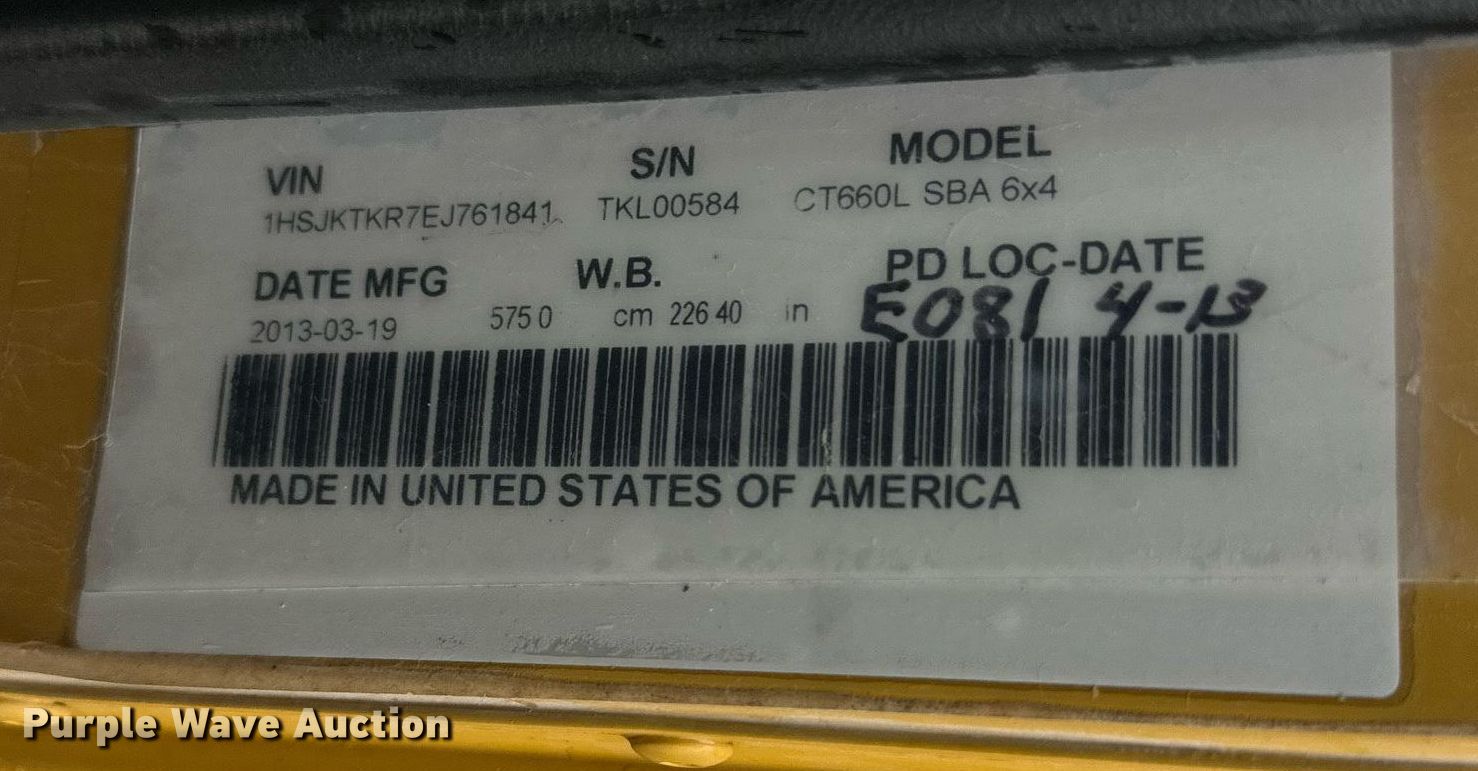 VIN S/N MODEL
1HSJKTKR7EJ761841 TKL00584 CT660L SBA 6x4
DATE MFG W.B. PD LOC-DATE
2013-03-19 575 0 cm 226 40 in E081 4-13
MADE IN UNITED STATES OF AMERICA
Purple Wave Auction